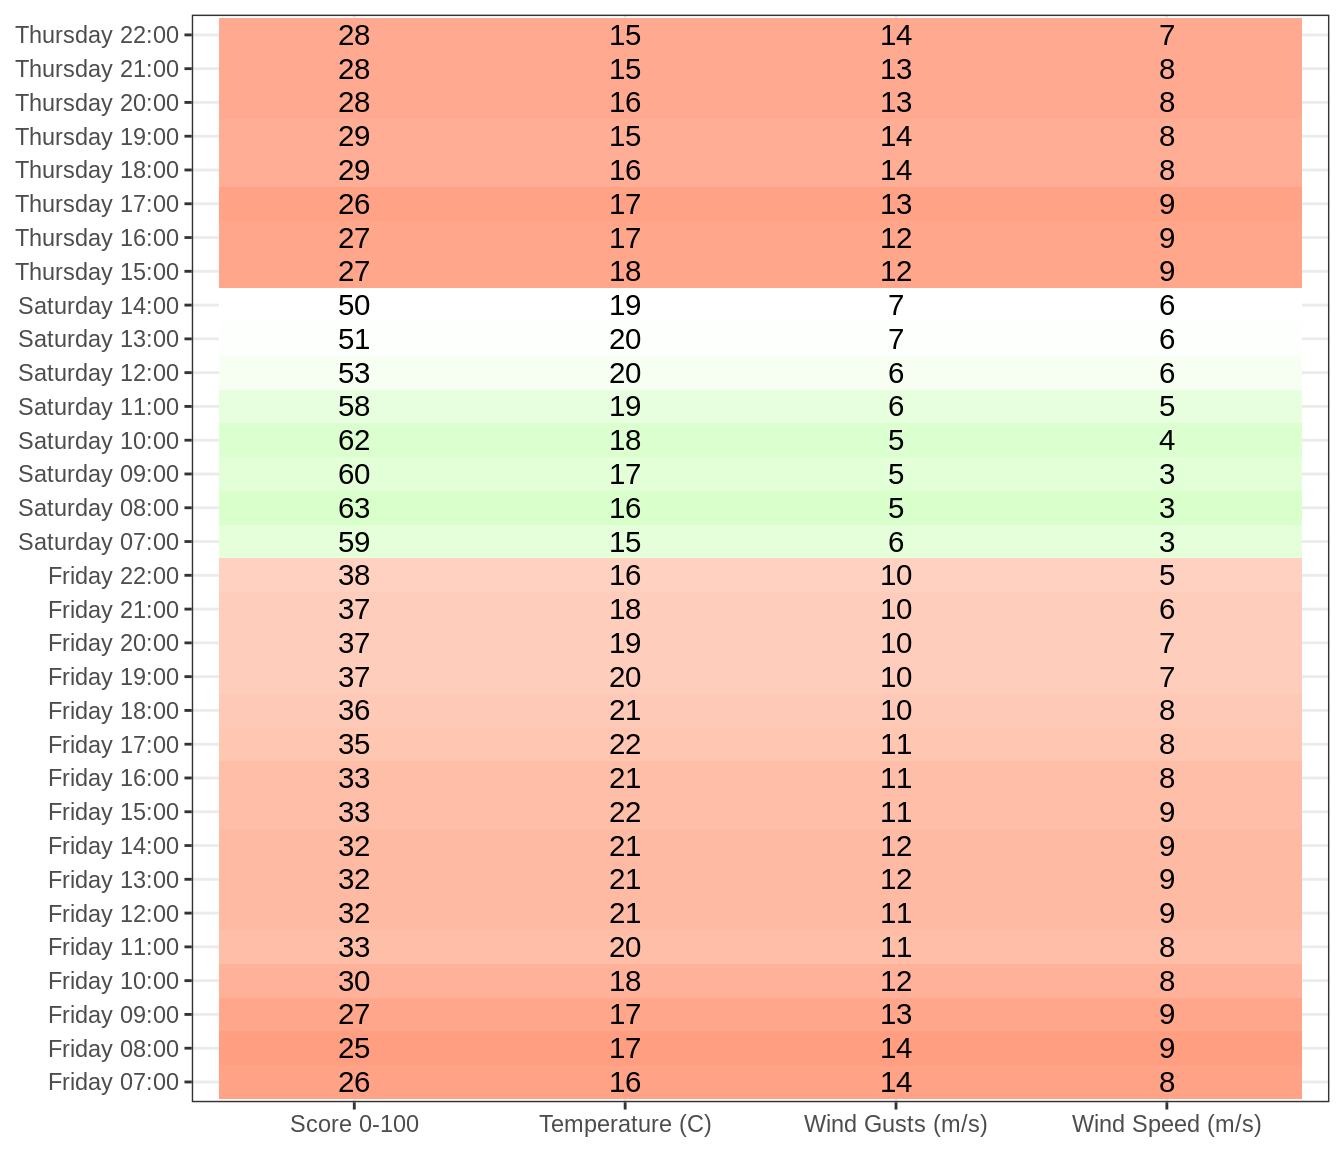 Thursday 22:00 28 15 14 7
Thursday 21:00 28 15 13 8
Thursday 20:00 28 16 13 8
Thursday 19:00 29 15 14 8
Thursday 18:00 29 16 14 8
Thursday 17:00 26 17 13 9
Thursday 16:00 27 17 12 9
Thursday 15:00 27 18 12 9
Saturday 14:00 50 19 7 6
Saturday 13:00 51 20 7 6
Saturday 12:00 53 20 6 6
Saturday 11:00 58 19 6 5
Saturday 10:00 62 18 5 4
Saturday 09:00 60 17 5 3
Saturday 08:00 63 16 5 3
Saturday 07:00 59 15 6 3
Friday 22:00 38 16 10 5
Friday 21:00 37 18 10 6
Friday 20:00 37 19 10 7
Friday 19:00 37 20 10 7
Friday 18:00 36 21 10 8
Friday 17:00 35 22 11 8
Friday 16:00 33 21 11 8
Friday 15:00 33 22 11 9
Friday 14:00 32 21 12 9
Friday 13:00 32 21 12 9
Friday 12:00 32 21 11 9
Friday 11:00 33 20 11 8
Friday 10:00 30 18 12 8
Friday 09:00 27 17 13 9
Friday 08:00 25 17 14 9
Friday 07:00 26 16 14 8
Score 0-100 Temperature (C) Wind Gusts (m/s) Wind Speed (m/s)